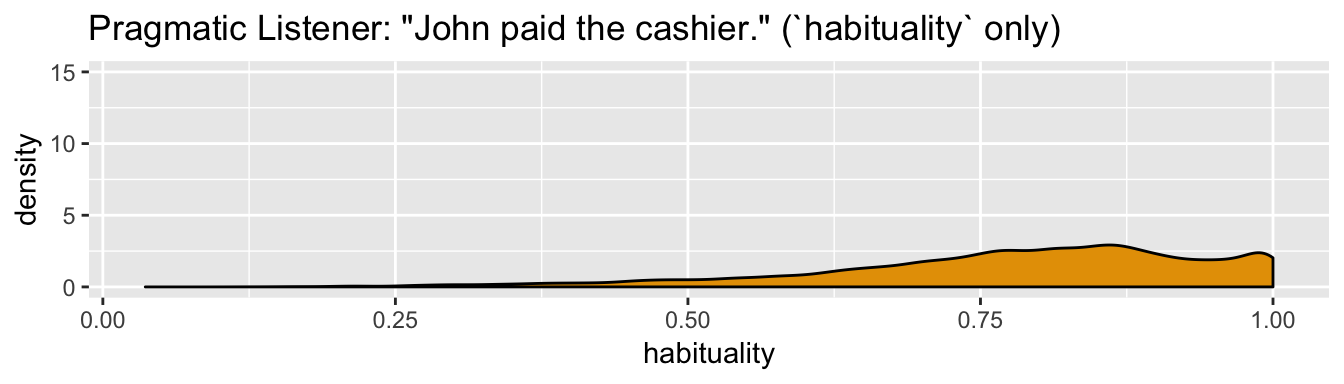 Pragmatic Listener: "John paid the cashier." (`habituality` only)
15
10
5
0
density
0.00 0.25 0.50 0.75 1.00
habituality